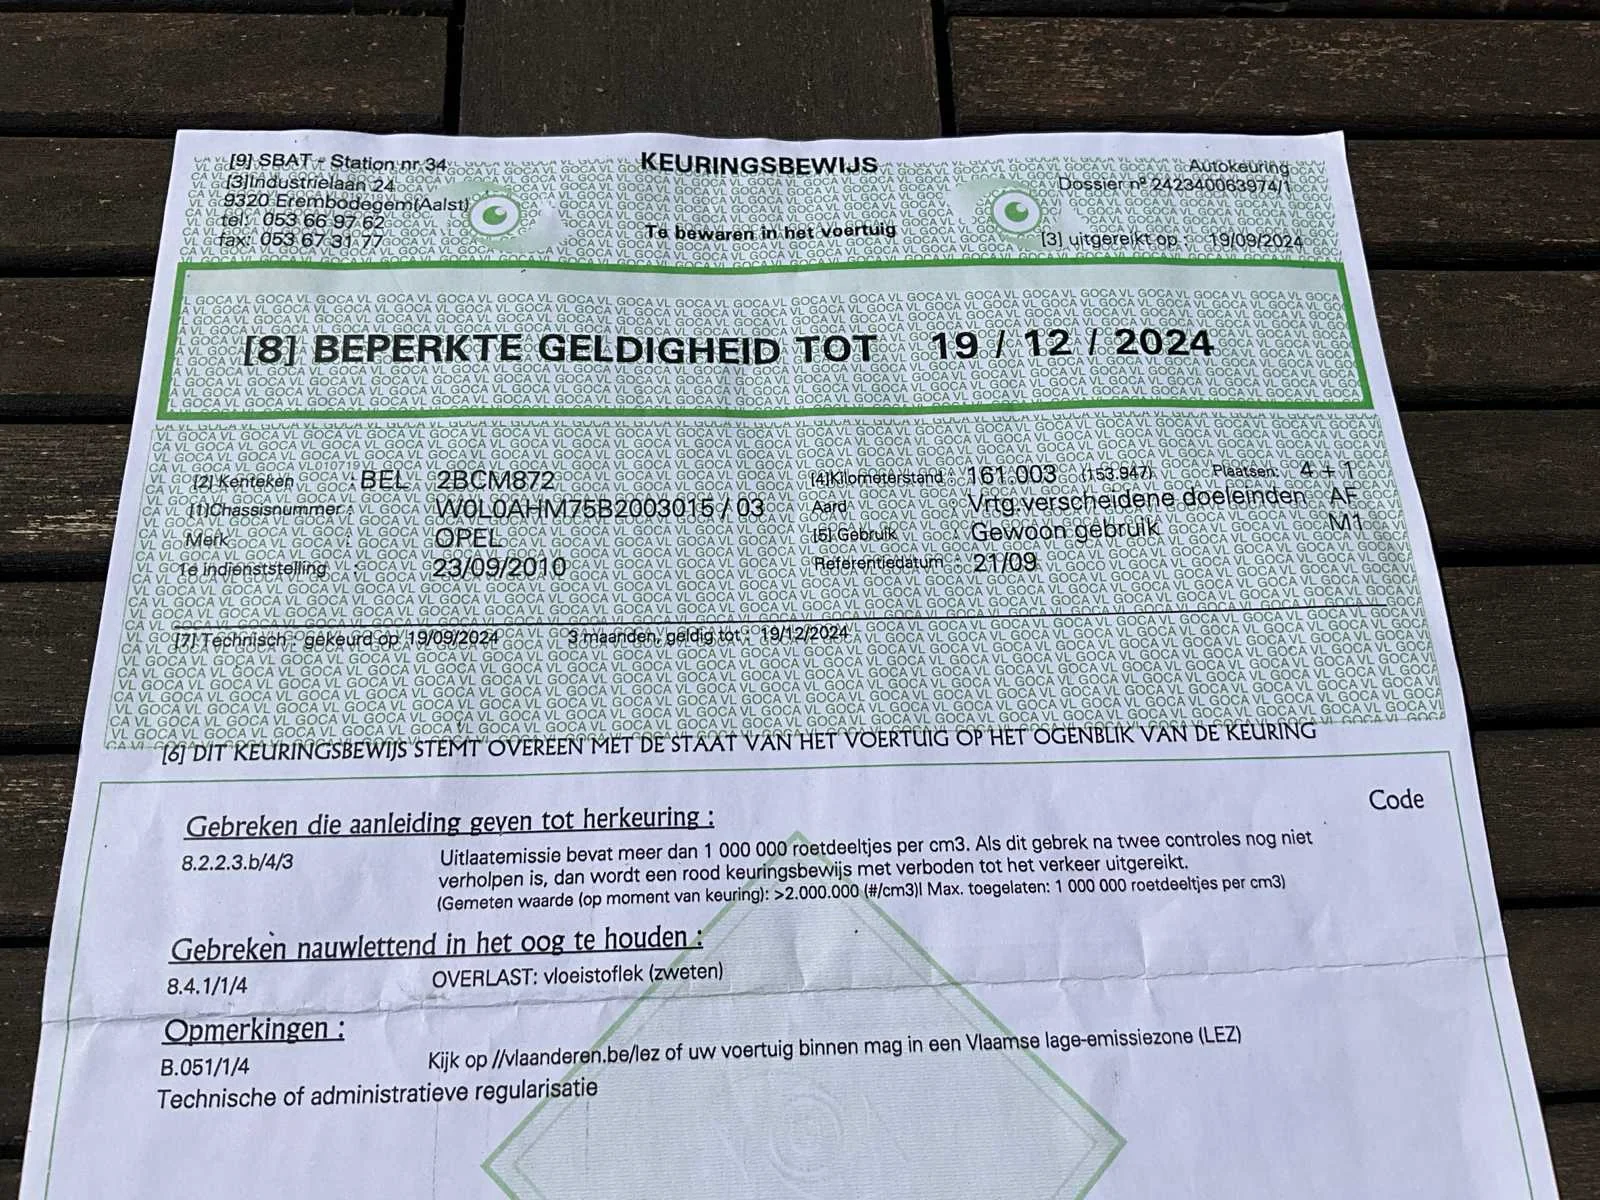 [9] SBAT - Station nr 34
[3]Industrielaan 24
9320 Erembodegem(Aalst)
tel: 053 66 97 62
fax: 053 67 31 77
KEURINGSBEWIJS
Te bewaren in het voertuig
Autokeuring
Dossier n° 242340063974/1
[3] uitgereikt op : 19/09/2024
[8] BEPERKTE GELDIGHEID TOT 19 / 12 / 2024
[2] Kenteken : BEL 2BCM872
[1]Chassisnummer : W0L0AHM75B2003015 / 03
Merk : OPEL
1e indienststelling : 23/09/2010
[4]Kilometerstand : 161.003 (153.947) Plaatsen: 4 + 1
Aard : Vrtg.verscheidene doeleinden AF
[5] Gebruik : Gewoon gebruik M1
Referentiedatum : 21/09
[7] Technisch : gekeurd op 19/09/2024 3 maanden, geldig tot : 19/12/2024
[6] DIT KEURINGSBEWIJS STEMT OVEREEN MET DE STAAT VAN HET VOERTUIG OP HET OGENBLIK VAN DE KEURING
Code
Gebreken die aanleiding geven tot herkeuring :
8.2.2.3.b/4/3 Uitlaatemissie bevat meer dan 1 000 000 roetdeeltjes per cm3. Als dit gebrek na twee controles nog niet
verholpen is, dan wordt een rood keuringsbewijs met verboden tot het verkeer uitgereikt.
(Gemeten waarde (op moment van keuring): >2.000.000 (#/cm3)l Max. toegelaten: 1 000 000 roetdeeltjes per cm3)
Gebreken nauwlettend in het oog te houden :
8.4.1/1/4 OVERLAST: vloeistoflek (zweten)
Opmerkingen :
B.051/1/4 Kijk op //vlaanderen.be/lez of uw voertuig binnen mag in een Vlaamse lage-emissiezone (LEZ)
Technische of administratieve regularisatie